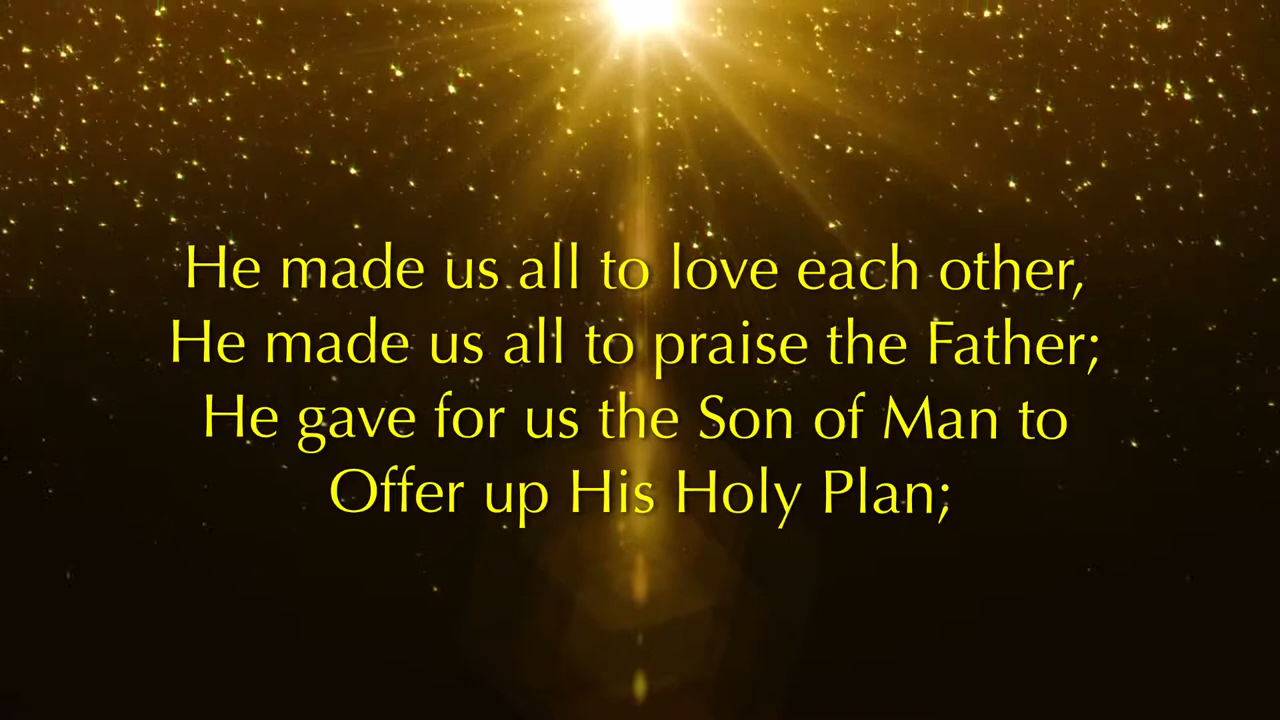 He made us all to love each other,
He made us all to praise the Father;
He gave for us the Son of Man to
Offer up His Holy Plan;